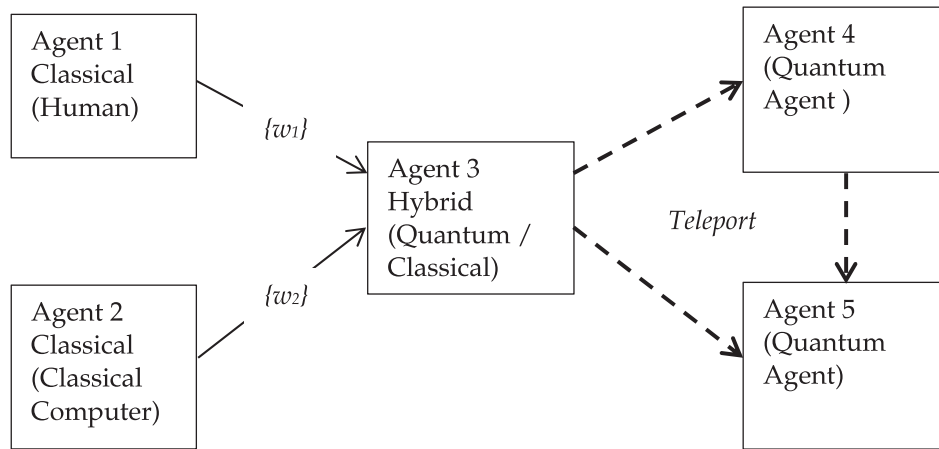 Agent 1
Classical
(Human)
{w₁}
Agent 2
Classical
(Classical
Computer)
{w₂}
Agent 3
Hybrid
(Quantum /
Classical)
Agent 4
(Quantum
Agent )
Teleport
Agent 5
(Quantum
Agent)